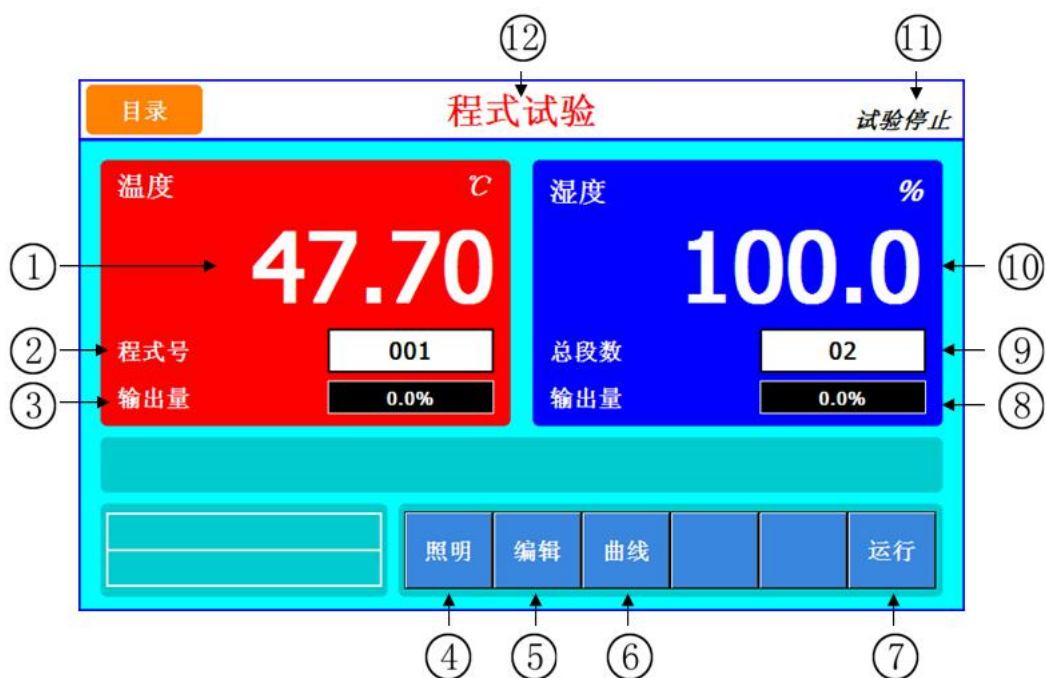 ⑫ ⑪
目录 程式试验 试验停止
温度 ℃ 湿度 %
① 47.70 100.0 ⑩
② 程式号 001 总段数 02 ⑨
③ 输出量 0.0% 输出量 0.0% ⑧
照明 编辑 曲线 运行
④ ⑤ ⑥ ⑦